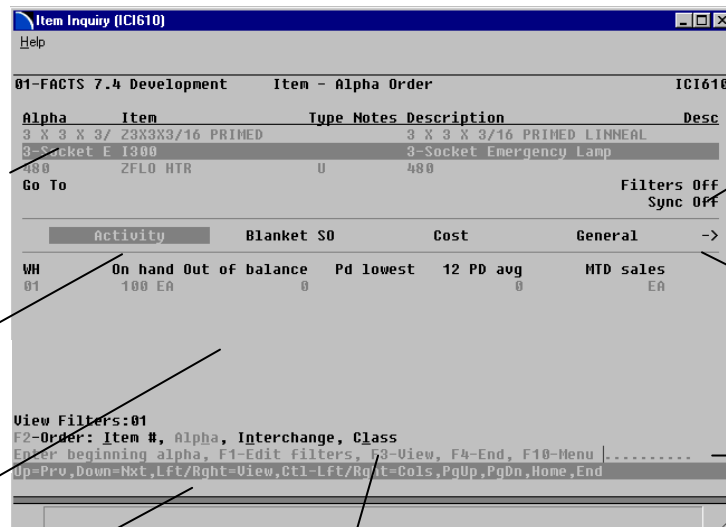 Item Inquiry (ICI610)
Help
01-FACTS 7.4 Development Item - Alpha Order ICI610
Alpha Item Type Notes Description Desc
3 X 3 X 3/ Z3X3X3/16 PRIMED 3 X 3 X 3/16 PRIMED LINNEAL
3-Socket E I300 3-Socket Emergency Lamp
480 ZFLO HTR U 480
Go To Filters Off
Sync Off
Activity Blanket SO Cost General ->
WH On hand Out of balance Pd lowest 12 PD avg MTD sales
01 100 EA 0 0 EA
View Filters:01
F2-Order: Item #, Alpha, Interchange, Class
Enter beginning alpha, F1-Edit filters, F3-View, F4-End, F10-Menu ..........
Up=Prv,Down=Nxt,Lft/Rght=View,Ctl-Lft/Rght=Cols,PgUp,PgDn,Home,End